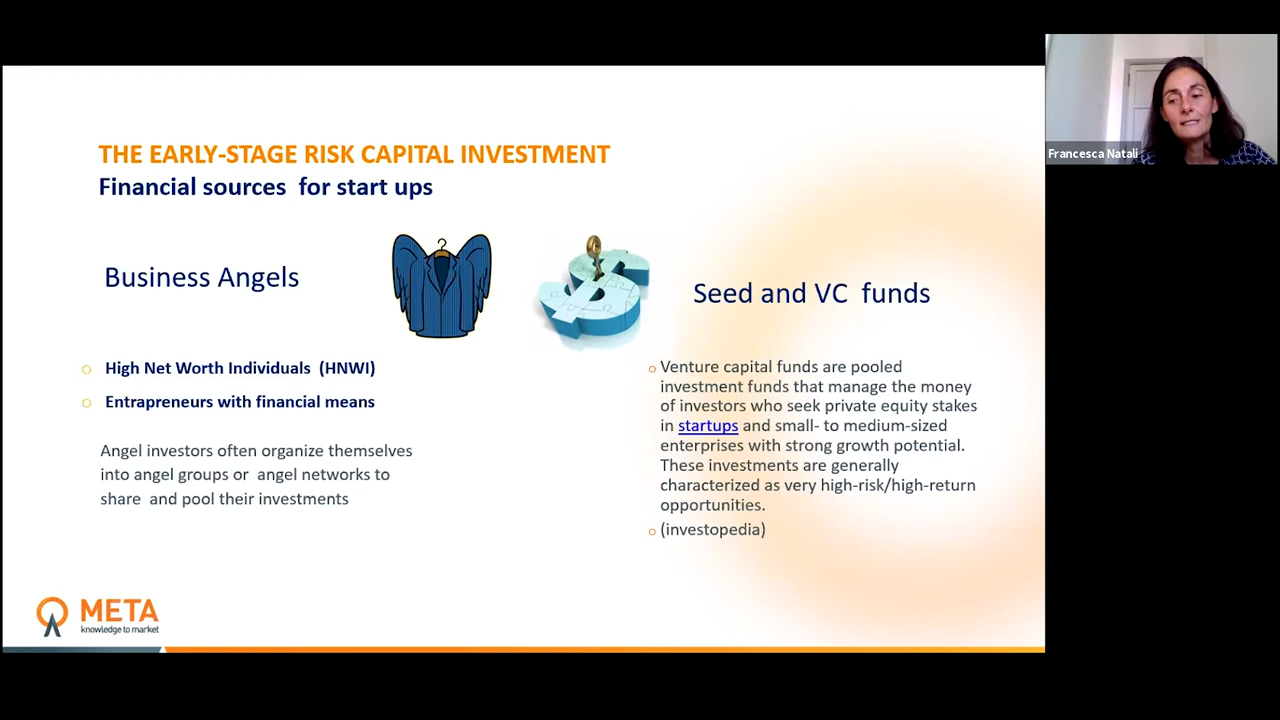 THE EARLY-STAGE RISK CAPITAL INVESTMENT
Financial sources for start ups
Business Angels
High Net Worth Individuals (HNWI)
Entrapreneurs with financial means
Angel investors often organize themselves
into angel groups or angel networks to
share and pool their investments
Seed and VC funds
Venture capital funds are pooled
investment funds that manage the money
of investors who seek private equity stakes
in startups and small- to medium-sized
enterprises with strong growth potential.
These investments are generally
characterized as very high-risk/high-return
opportunities.
(investopedia)
META
knowledge to market
Francesca Natali